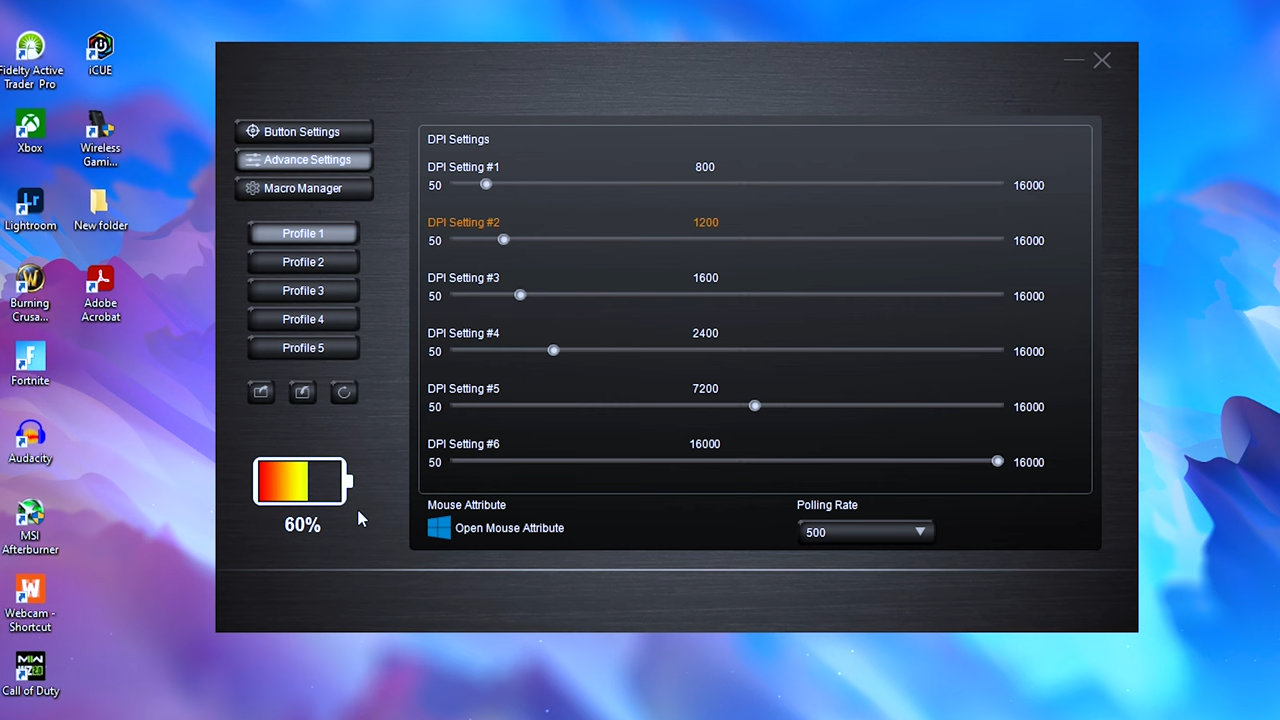 Fidelty Active
Trader Pro
iCUE
Xbox
Wireless
Gami...
Lightroom
New folder
Burning
Crusa...
Adobe
Acrobat
Fortnite
Audacity
MSI
Afterburner
Webcam -
Shortcut
Call of Duty
Button Settings
Advance Settings
Macro Manager
Profile 1
Profile 2
Profile 3
Profile 4
Profile 5
60%
DPI Settings
DPI Setting #1 800
50 16000
DPI Setting #2 1200
50 16000
DPI Setting #3 1600
50 16000
DPI Setting #4 2400
50 16000
DPI Setting #5 7200
50 16000
DPI Setting #6 16000
50 16000
Mouse Attribute Polling Rate
Open Mouse Attribute 500